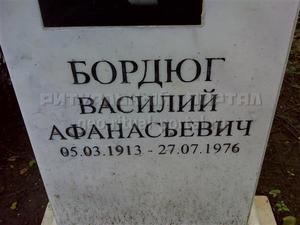 БОРДЮГ
ВАСИЛИЙ
АФАНАСЬЕВИЧ
05.03.1913 - 27.07.1976